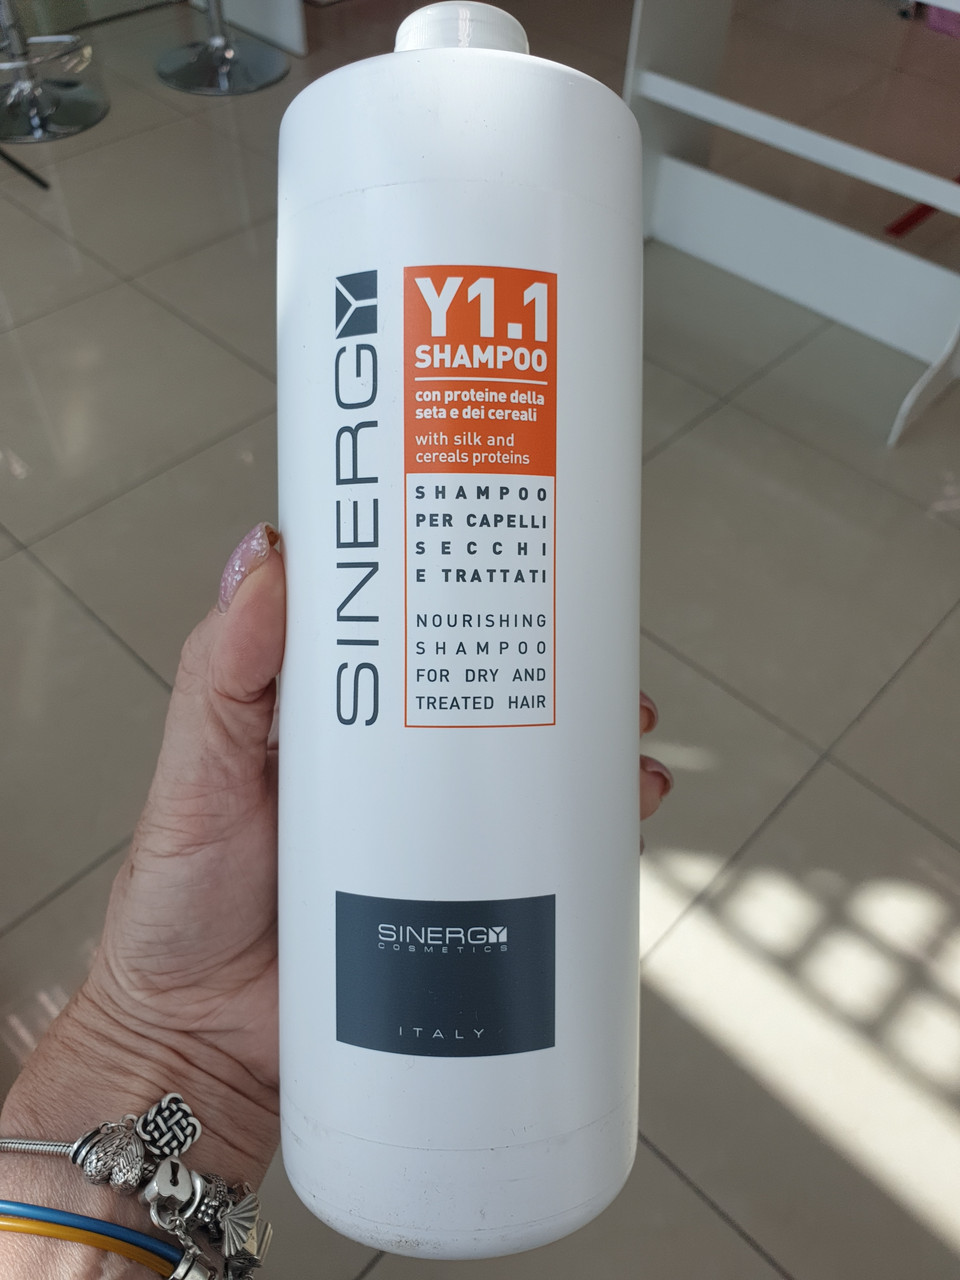 SINERGY
Y1.1
SHAMPOO
con proteine della
seta e dei cereali
with silk and
cereals proteins
SHAMPOO
PER CAPELLI
SECCHI
E TRATTATI
NOURISHING
SHAMPOO
FOR DRY AND
TREATED HAIR
SINERGY
COSMETICS
ITALY